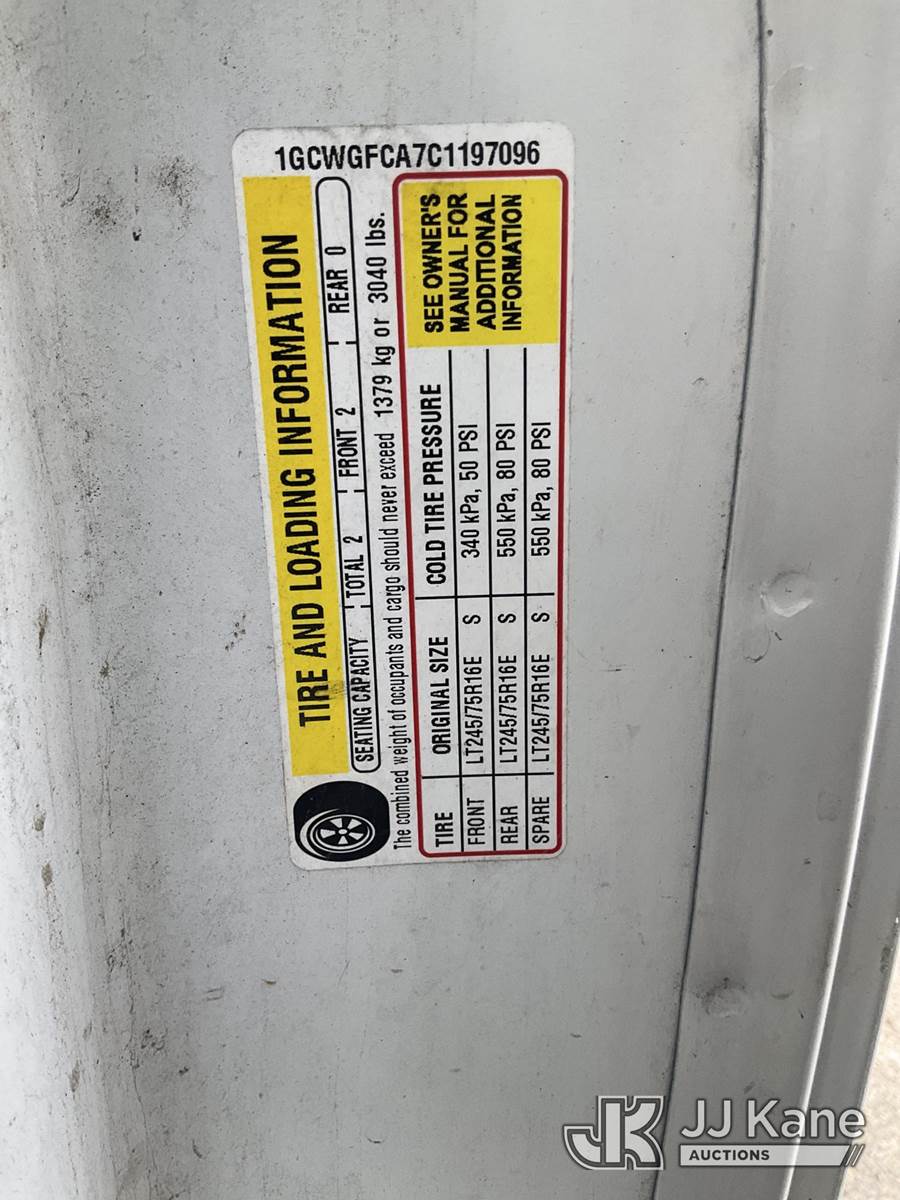 1GCWGFCA7C1197096
TIRE AND LOADING INFORMATION
SEATING CAPACITY TOTAL 2 FRONT 2 REAR 0
The combined weight of occupants and cargo should never exceed 1379 kg or 3040 lbs.
TIRE ORIGINAL SIZE COLD TIRE PRESSURE
FRONT LT245/75R16E S 340 kPa, 50 PSI
REAR LT245/75R16E S 550 kPa, 80 PSI
SPARE LT245/75R16E S 550 kPa, 80 PSI
SEE OWNER'S
MANUAL FOR
ADDITIONAL
INFORMATION
JK JJ Kane
AUCTIONS